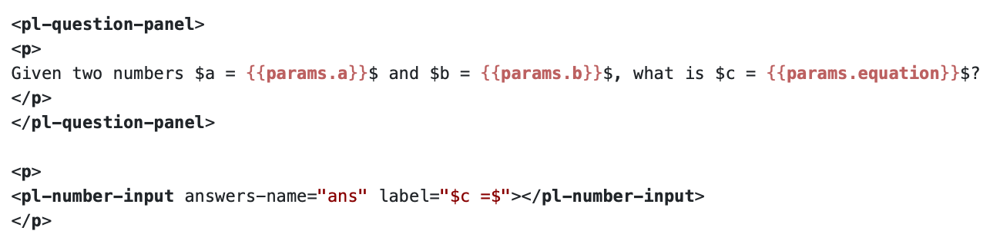 <pl-question-panel>
<p>
Given two numbers $a = {{params.a}}$ and $b = {{params.b}}$, what is $c = {{params.equation}}$?
</p>
</pl-question-panel>
<p>
<pl-number-input answers-name="ans" label="$c =$"></pl-number-input>
</p>